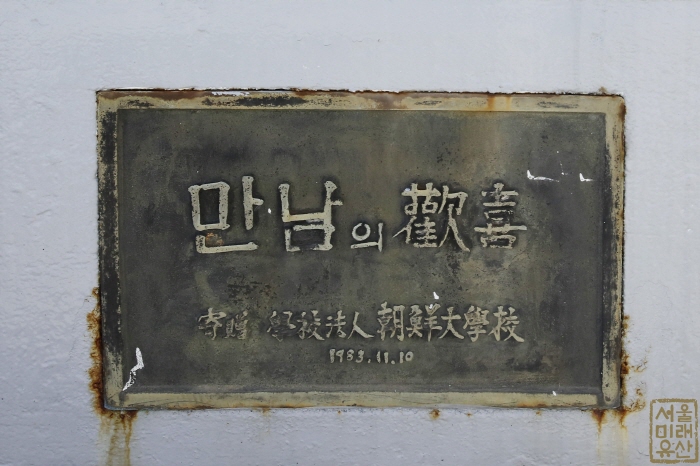 만남의 歡喜
寄贈 學校法人 朝鮮大學校
1983.11.10
서울
미래
유산